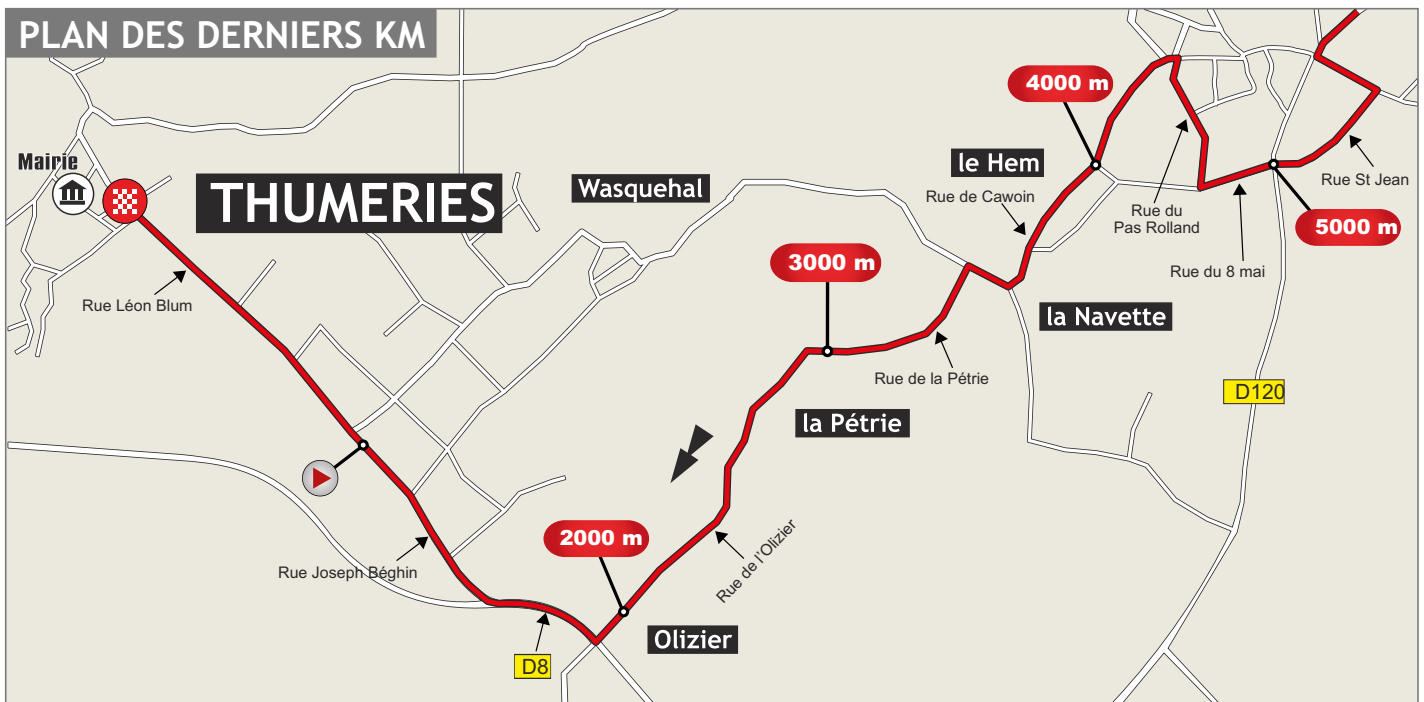 PLAN DES DERNIERS KM
4000 m
Mairie
le Hem
THUMERIES
Wasquehal
Rue de Cawoin
Rue St Jean
Rue du
Pas Rolland
5000 m
3000 m
Rue du 8 mai
Rue Léon Blum
la Navette
Rue de la Pétrie
D120
la Pétrie
2000 m
Rue de l'Olizier
Rue Joseph Béghin
Olizier
D8